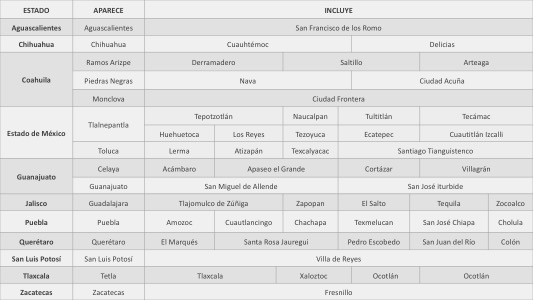 ESTADO APARECE INCLUYE
Aguascalientes Aguascalientes San Francisco de los Romo
Chihuahua Chihuahua Cuauhtémoc Delicias
Coahuila Ramos Arizpe Derramadero Saltillo Arteaga
Piedras Negras Nava Ciudad Acuña
Monclova Ciudad Frontera
Estado de México Tlalnepantla Tepotzotlán Naucalpan Tultitlán Tecámac
Huehuetoca Los Reyes Tezoyuca Ecatepec Cuautitlán Izcalli
Toluca Lerma Atizapán Texcalyacac Santiago Tianguistenco
Guanajuato Celaya Acámbaro Apaseo el Grande Cortázar Villagrán
Guanajuato San Miguel de Allende San José iturbide
Jalisco Guadalajara Tlajomulco de Zúñiga Zapopan El Salto Tequila Zocoalco
Puebla Puebla Amozoc Cuautlancingo Chachapa Texmelucan San José Chiapa Cholula
Querétaro Querétaro El Marqués Santa Rosa Jauregui Pedro Escobedo San Juan del Río Colón
San Luis Potosí San Luis Potosí Villa de Reyes
Tlaxcala Tetla Tlaxcala Xaloztoc Ocotlán Ocotlán
Zacatecas Zacatecas Fresnillo